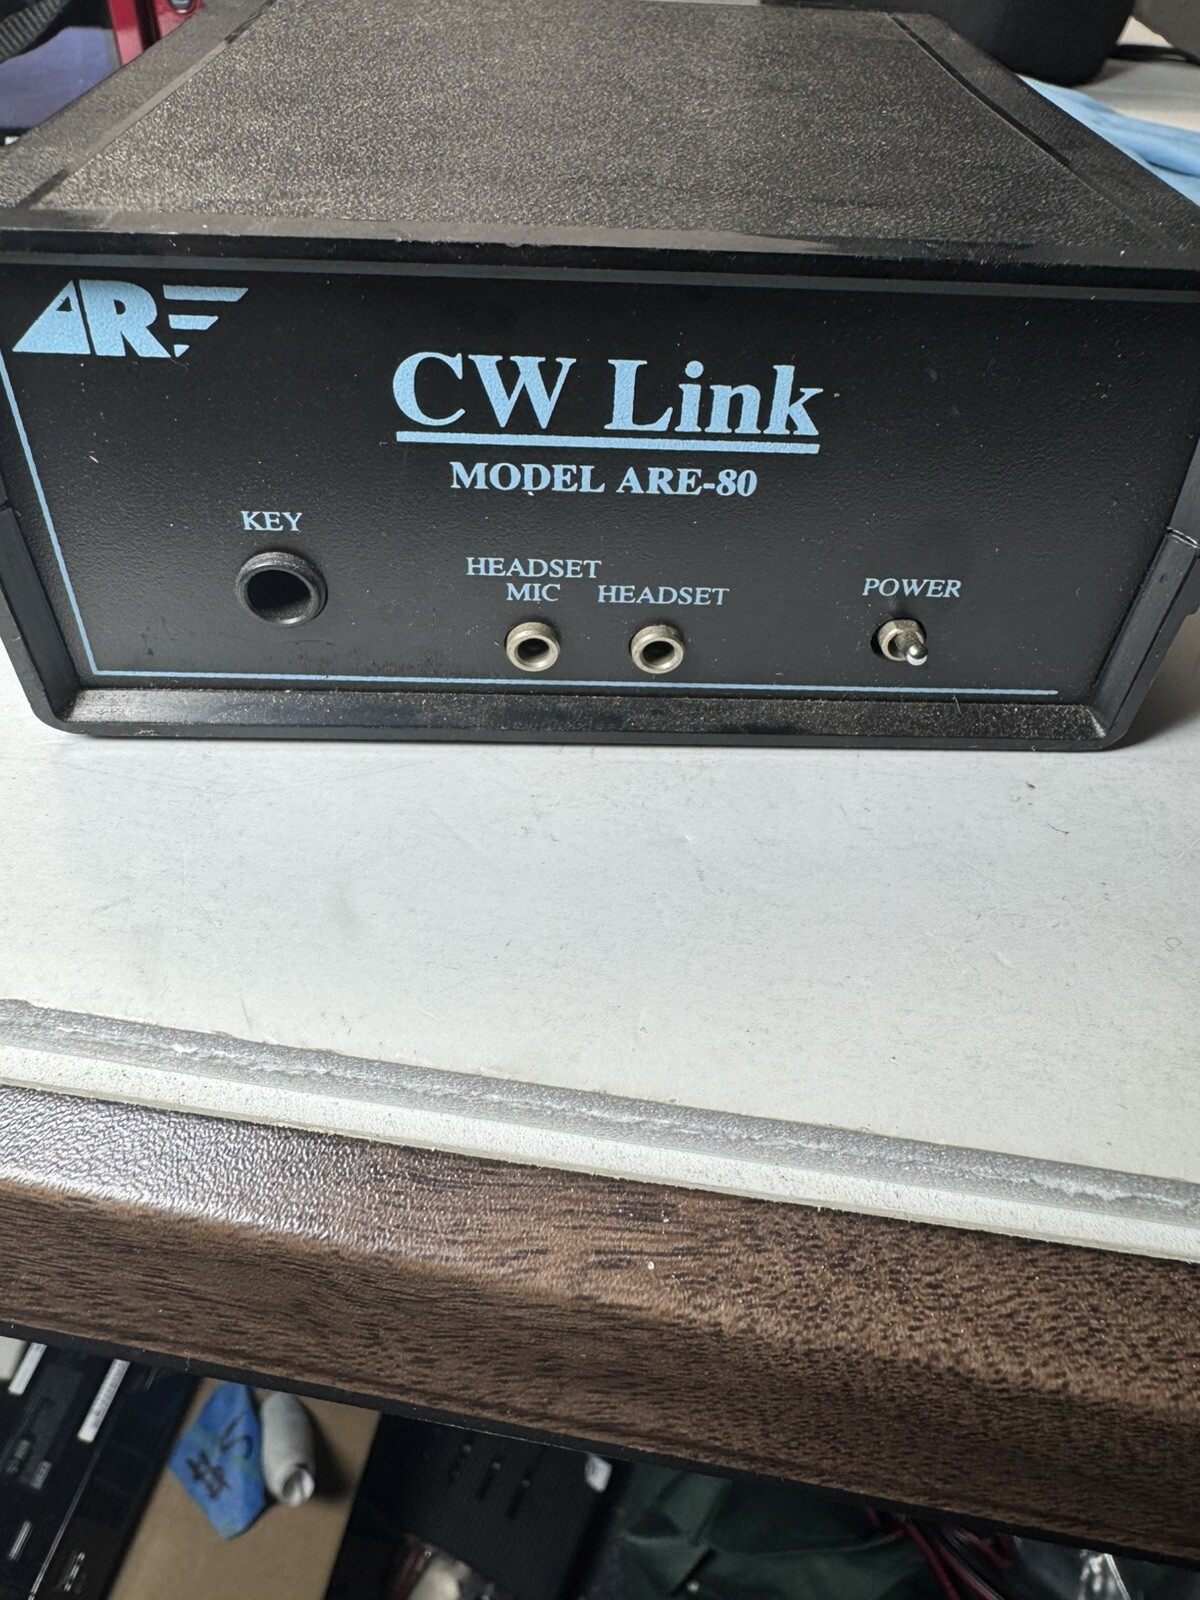 ARE
CW Link
MODEL ARE-80
KEY
HEADSET
MIC
HEADSET
POWER